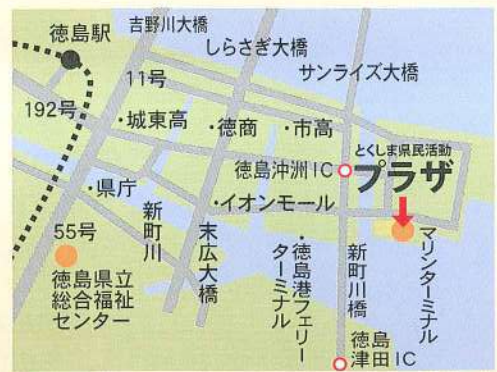 吉野川大橋
徳島駅
しらさぎ大橋
11号
サンライズ大橋
192号
・城東高
・徳商
・市高
とくしま県民活動
プラザ
徳島沖洲IC
・県庁
新町川
・イオンモール
末広大橋
・徳島港フェリー
ターミナル
新町川橋
マリンターミナル
55号
徳島県立
総合福祉
センター
徳島
津田IC